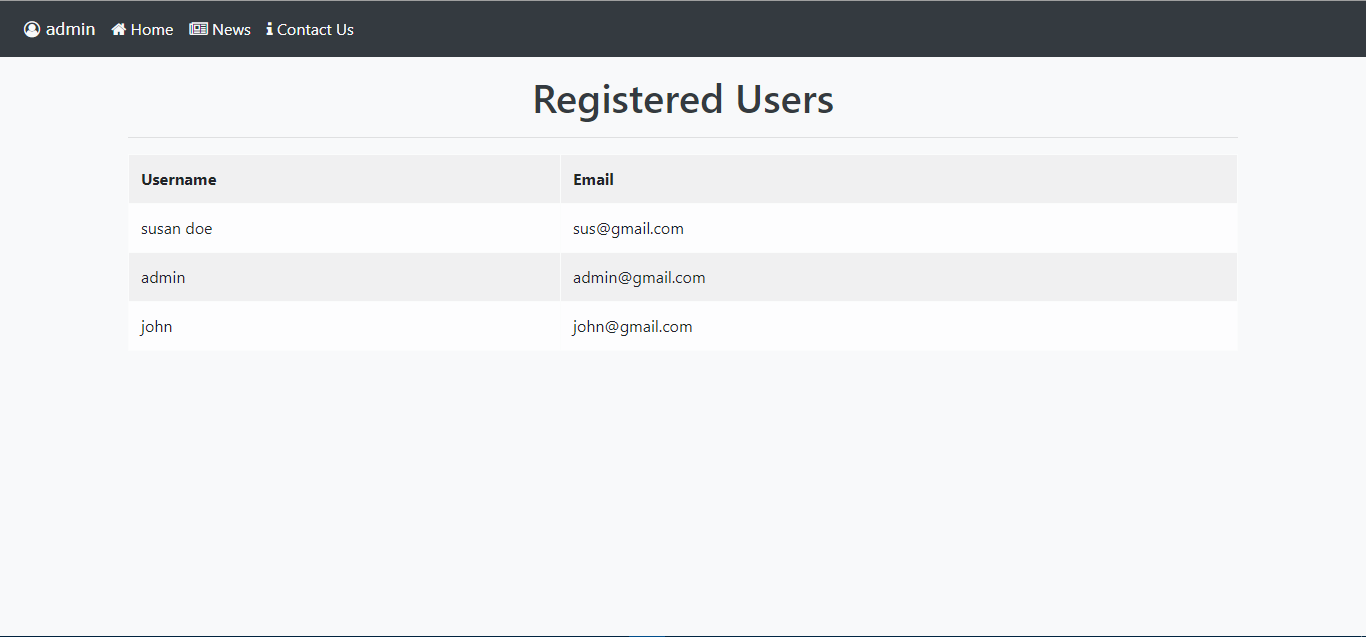 admin Home News Contact Us
Registered Users
Username Email
susan doe sus@gmail.com
admin admin@gmail.com
john john@gmail.com